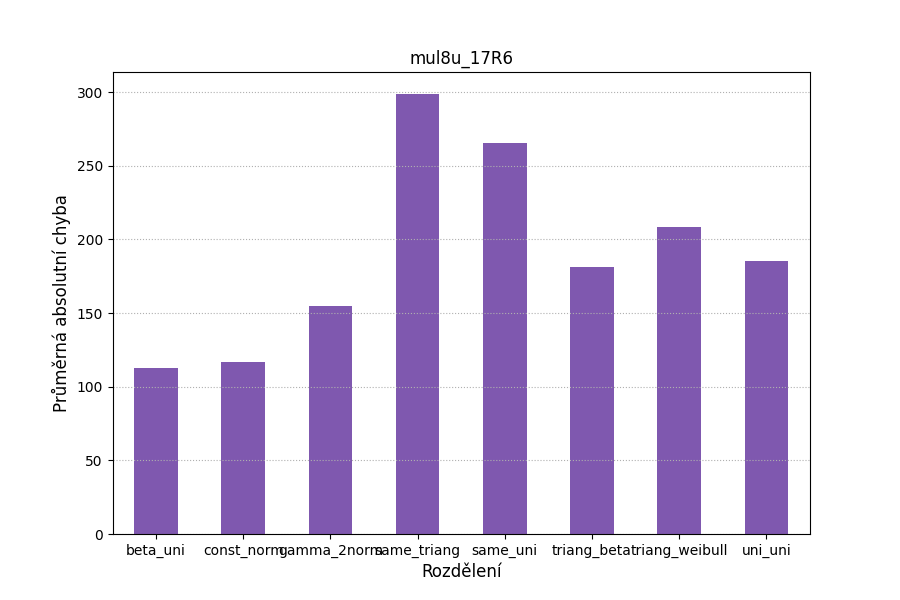 mul8u_17R6
Průměrná absolutní chyba
300
250
200
150
100
50
0
beta_uni const_norm gamma_2norm same_triang same_uni triang_beta triang_weibull uni_uni
Rozdělení